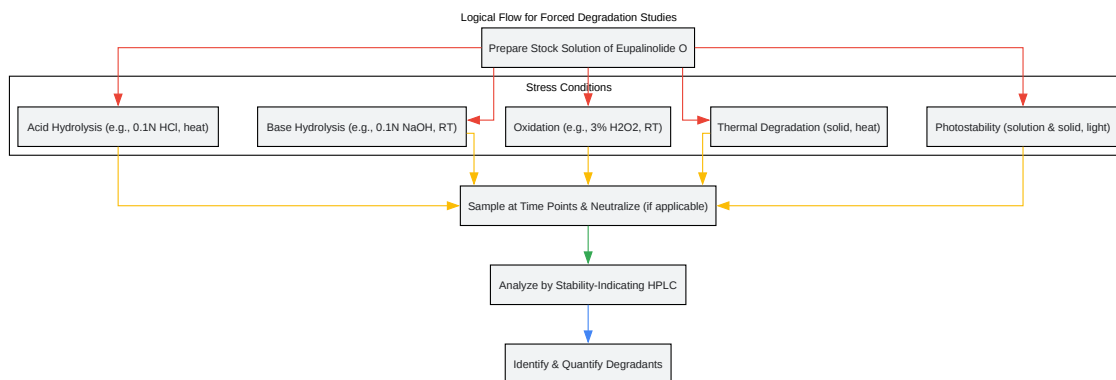 Logical Flow for Forced Degradation Studies
Prepare Stock Solution of Eupalinolide O
Stress Conditions
Acid Hydrolysis (e.g., 0.1N HCl, heat)
Base Hydrolysis (e.g., 0.1N NaOH, RT)
Oxidation (e.g., 3% H2O2, RT)
Thermal Degradation (solid, heat)
Photostability (solution & solid, light)
Sample at Time Points & Neutralize (if applicable)
Analyze by Stability-Indicating HPLC
Identify & Quantify Degradants